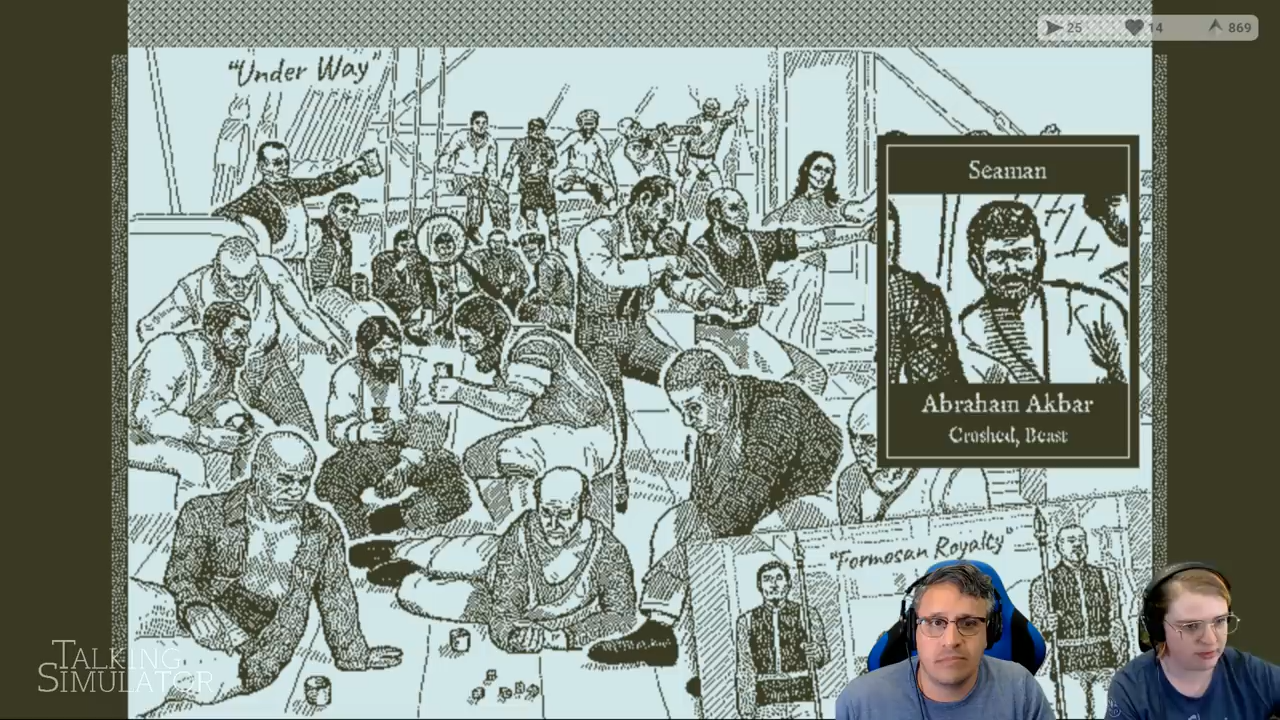 25 14 869
"Under Way"
Seaman
Abraham Akbar
Crushed, Beast
"Formosan Royalty"
TALKING
SIMULATOR